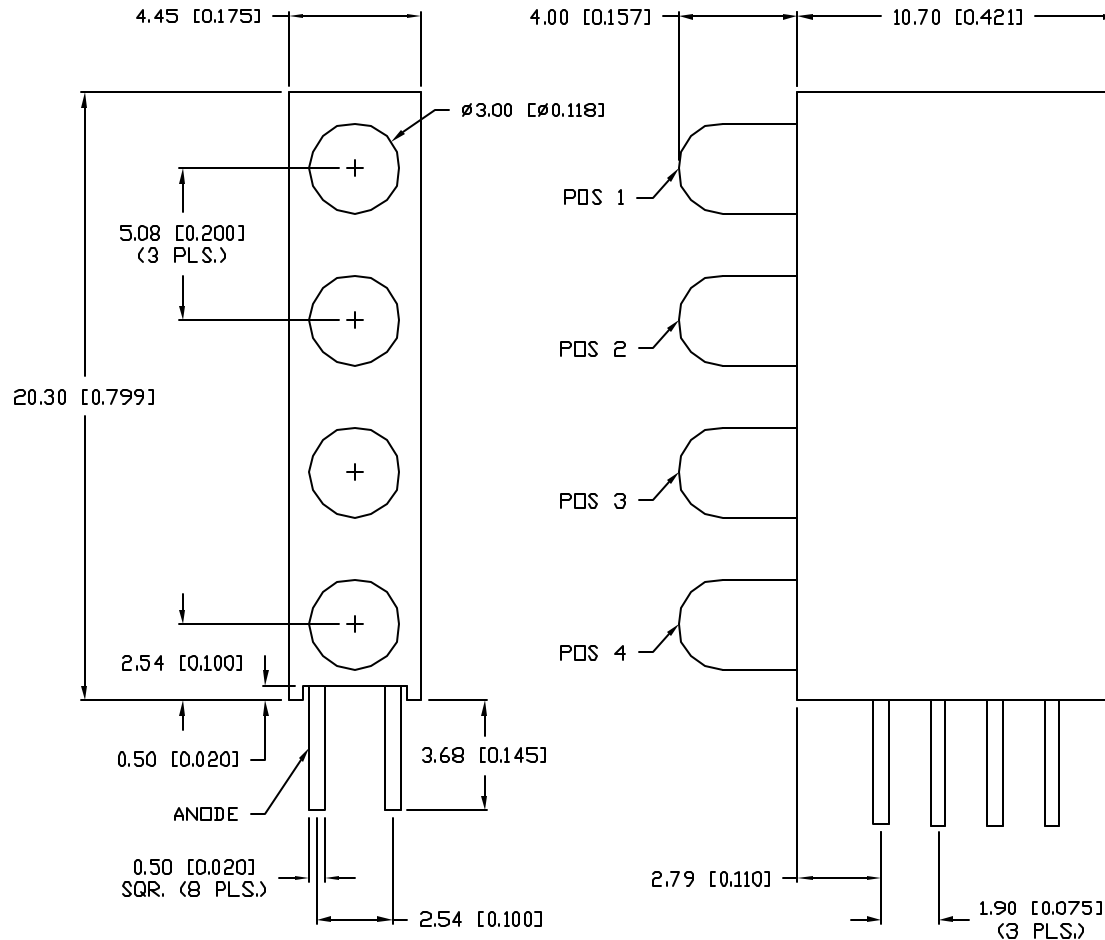 4.45 [0.175]
4.00 [0.157]
10.70 [0.421]
ø3.00 [ø0.118]
POS 1
5.08 [0.200]
(3 PLS.)
POS 2
20.30 [0.799]
POS 3
POS 4
2.54 [0.100]
0.50 [0.020]
3.68 [0.145]
ANODE
0.50 [0.020]
SQR. (8 PLS.)
2.54 [0.100]
2.79 [0.110]
1.90 [0.075]
(3 PLS.)